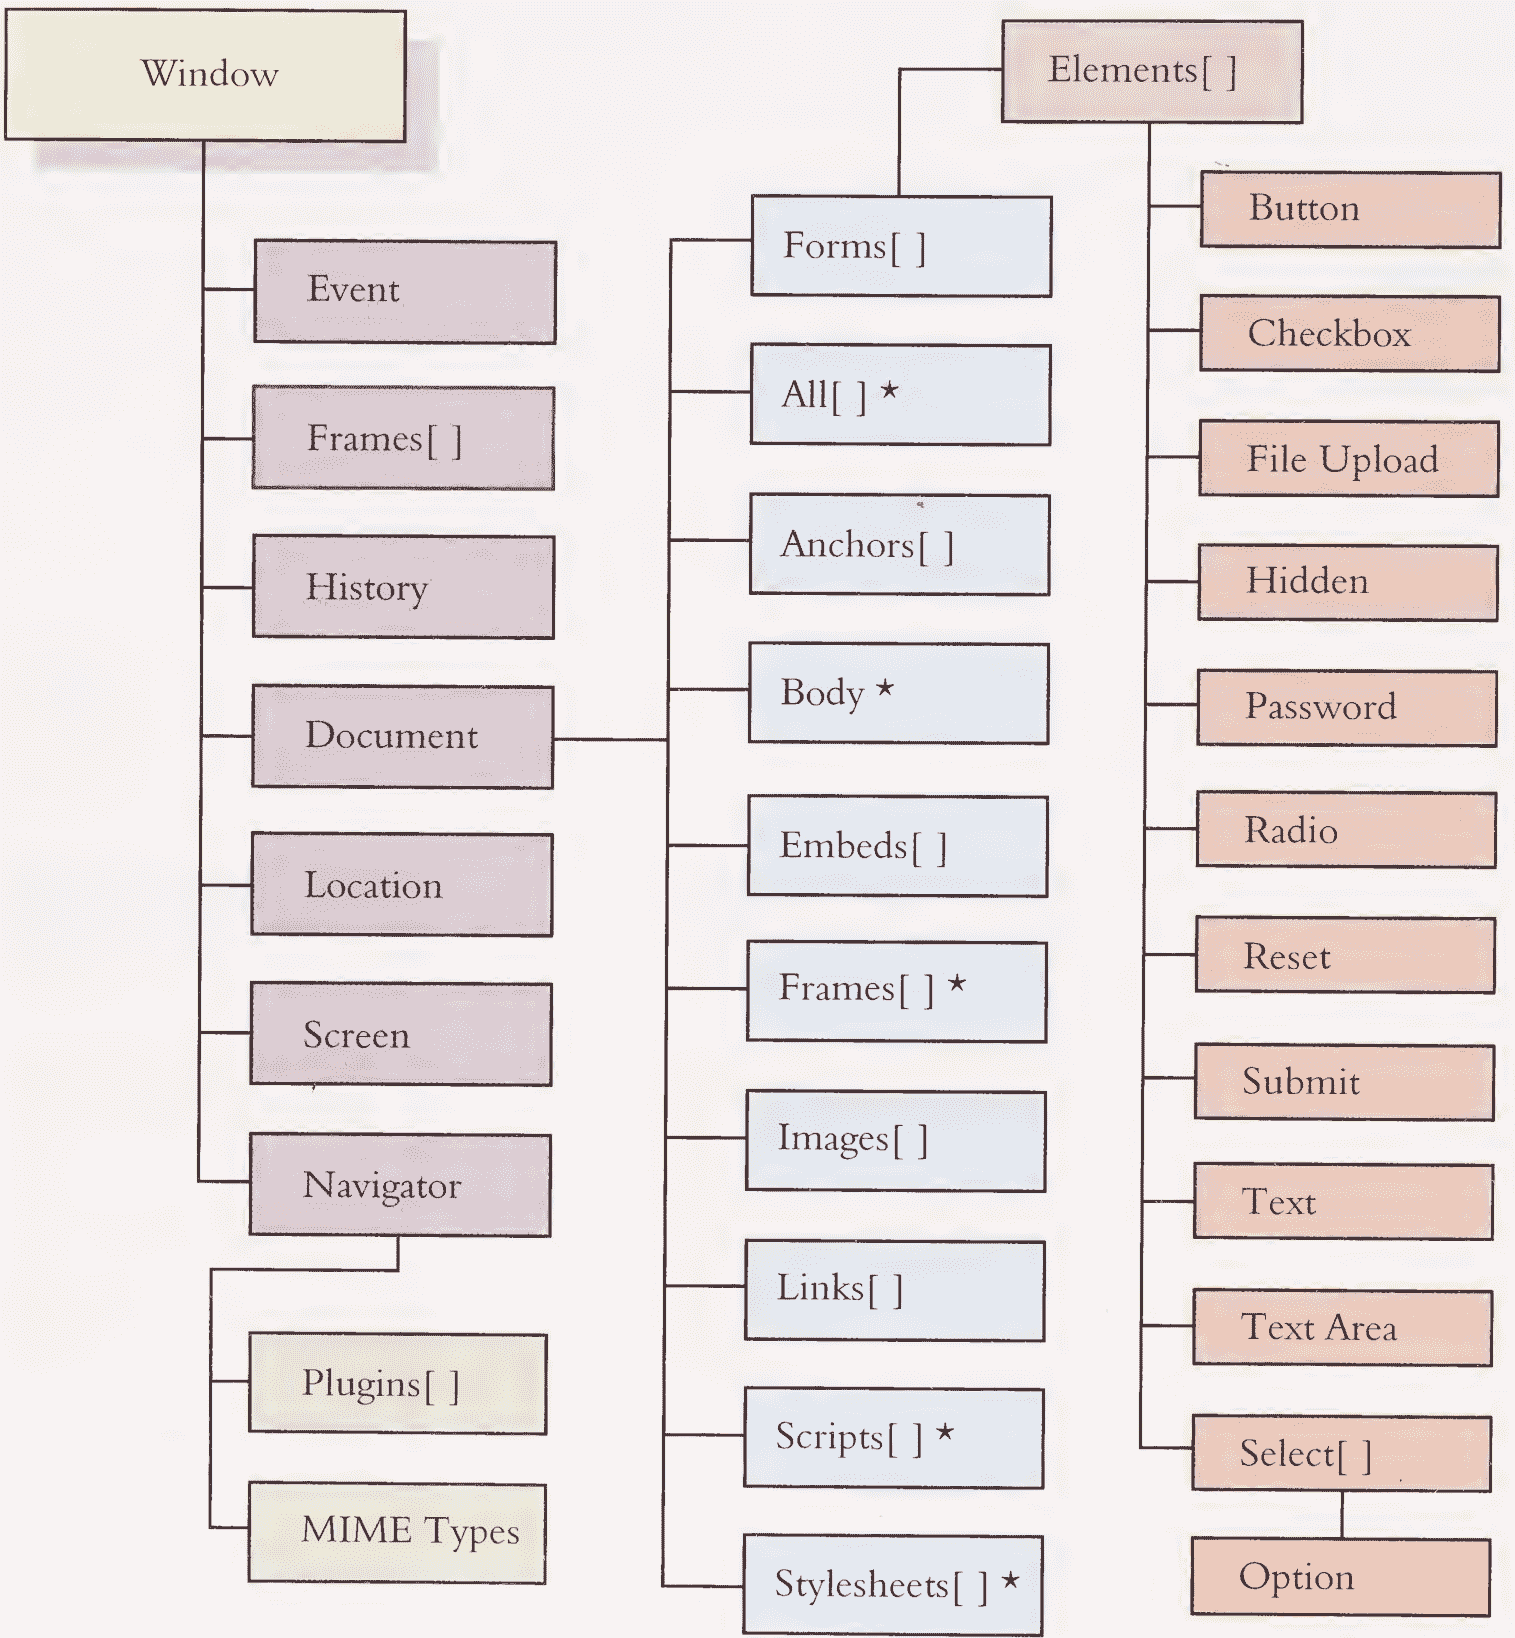 Window
Event
Frames[ ]
History
Document
Location
Screen
Navigator
Plugins[ ]
MIME Types
Forms[ ]
All[ ] ★
Anchors[ ]
Body ★
Embeds[ ]
Frames[ ] ★
Images[ ]
Links[ ]
Scripts[ ] ★
Stylesheets[ ] ★
Elements[ ]
Button
Checkbox
File Upload
Hidden
Password
Radio
Reset
Submit
Text
Text Area
Select[ ]
Option